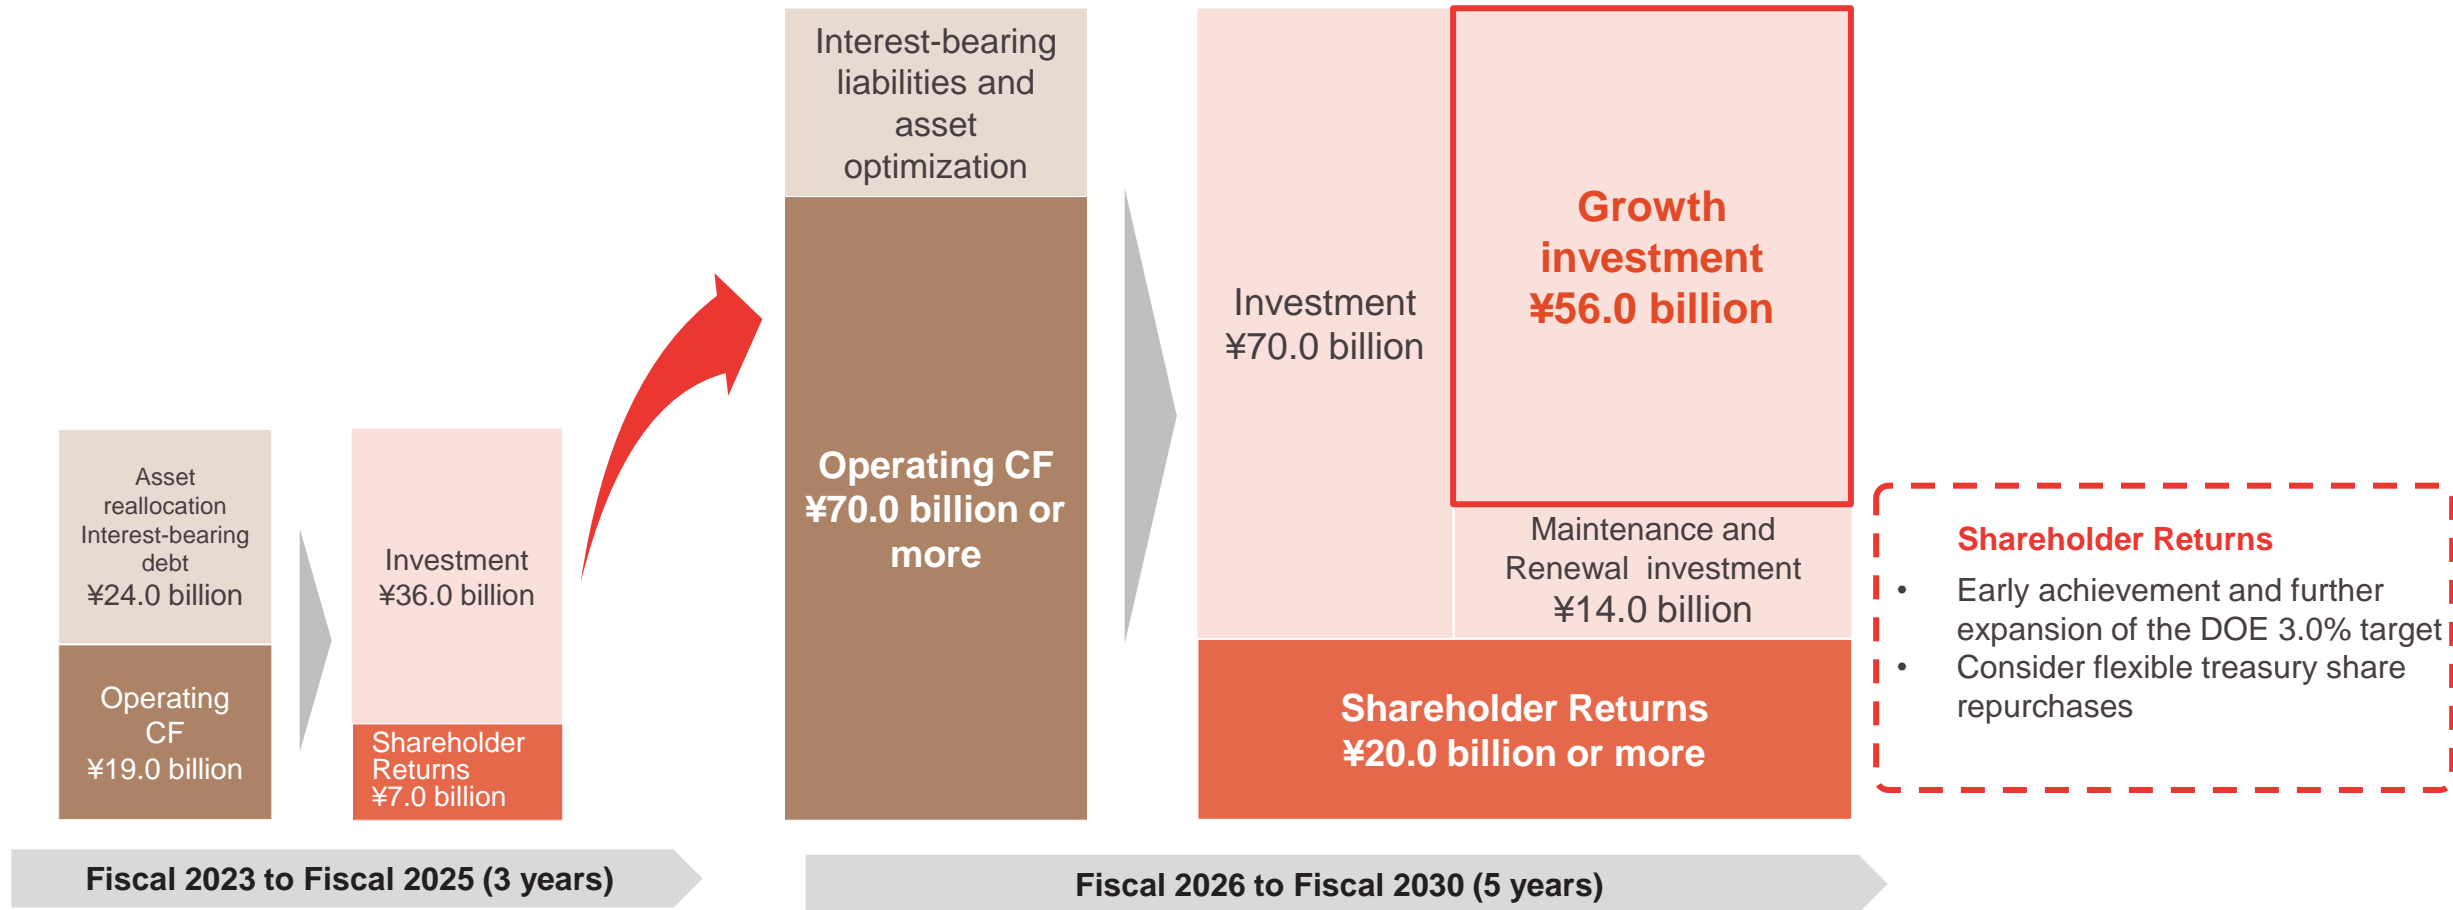 Asset
reallocation
Interest-bearing
debt
¥24.0 billion
Operating
CF
¥19.0 billion
Investment
¥36.0 billion
Shareholder
Returns
¥7.0 billion
Interest-bearing
liabilities and
asset
optimization
Operating CF
¥70.0 billion or
more
Investment
¥70.0 billion
Growth
investment
¥56.0 billion
Maintenance and
Renewal investment
¥14.0 billion
Shareholder Returns
¥20.0 billion or more
Shareholder Returns
• Early achievement and further
expansion of the DOE 3.0% target
• Consider flexible treasury share
repurchases
Fiscal 2023 to Fiscal 2025 (3 years)
Fiscal 2026 to Fiscal 2030 (5 years)